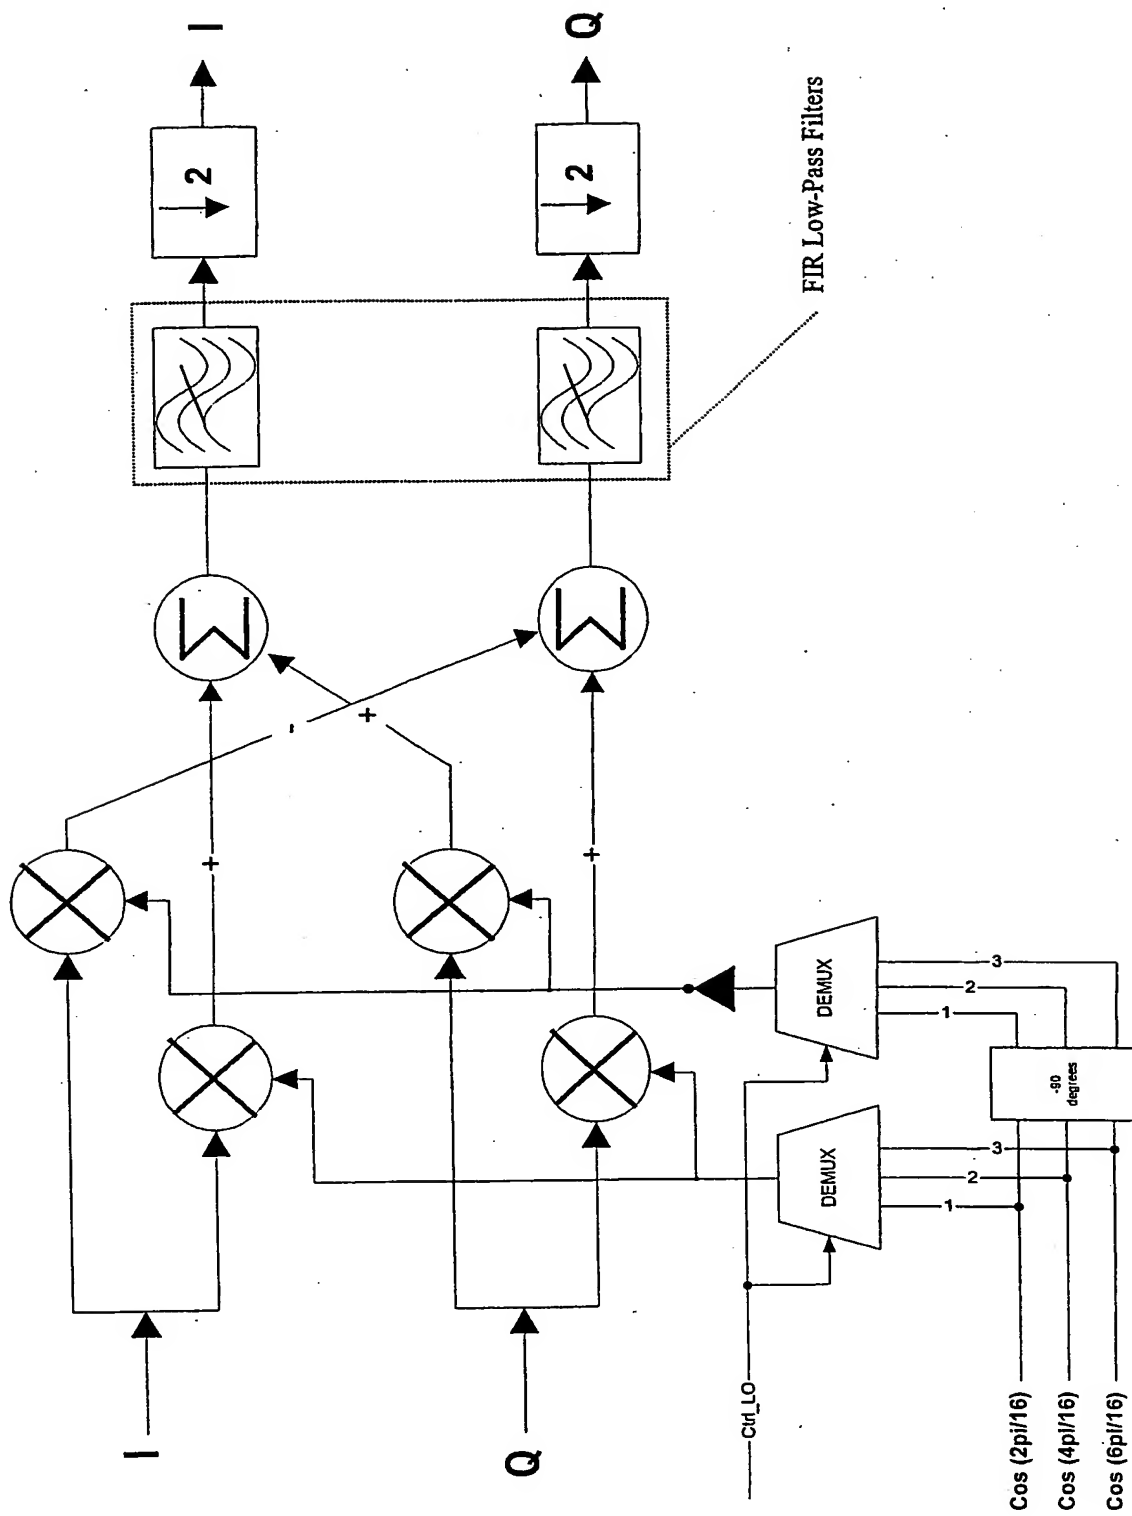 I
Q
2
2
FIR Low-Pass Filters
-
+
+
+
DEMUX
3
2
1
-90
degrees
DEMUX
3
2
1
I
Q
Ctrl_LO
Cos (2pi/16)
Cos (4pi/16)
Cos (6pi/16)